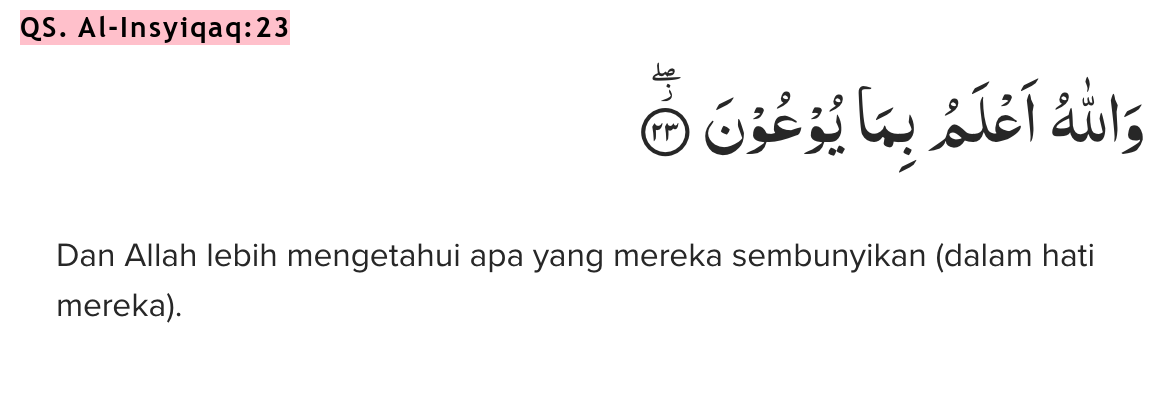 QS. Al-Insyiqaq:23
وَاللّٰهُ اَعْلَمُ بِمَا يُوْعُوْنَۖ ٢٣
Dan Allah lebih mengetahui apa yang mereka sembunyikan (dalam hati
mereka).